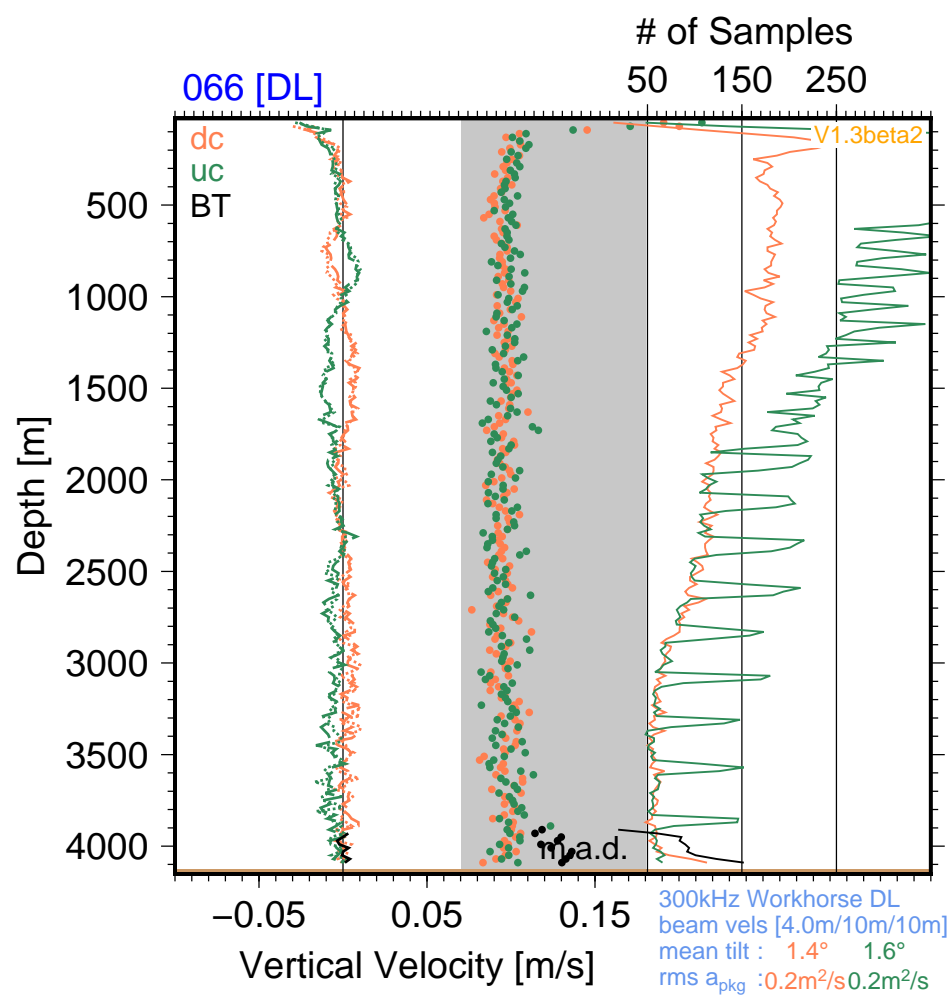 # of Samples
50 150 250
066 [DL]
dc
uc
BT
V1.3beta2
500
1000
1500
2000
2500
3000
3500
4000
Depth [m]
m.a.d.
−0.05 0.05 0.15
Vertical Velocity [m/s]
300kHz Workhorse DL
beam vels [4.0m/10m/10m]
mean tilt : 1.4° 1.6°
rms a_pkg : 0.2m²/s 0.2m²/s